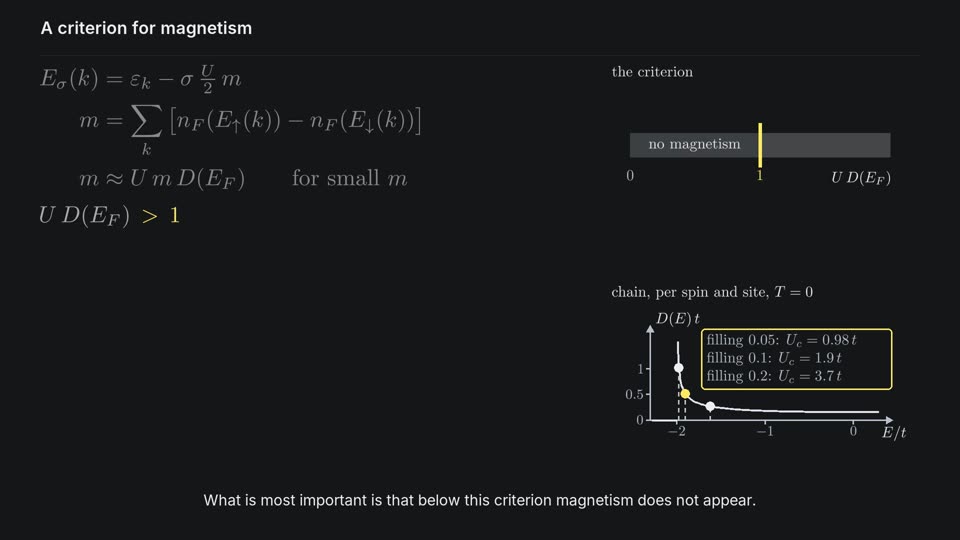 A criterion for magnetism
E_σ(k) = ε_k − σ U/2 m
m = ∑_k [n_F(E_↑(k)) − n_F(E_↓(k))]
m ≈ U m D(E_F) for small m
U D(E_F) > 1
the criterion
no magnetism
0 1 U D(E_F)
chain, per spin and site, T = 0
D(E) t
filling 0.05: U_c = 0.98 t
filling 0.1: U_c = 1.9 t
filling 0.2: U_c = 3.7 t
1
0.5
0
−2 −1 0 E/t
What is most important is that below this criterion magnetism does not appear.